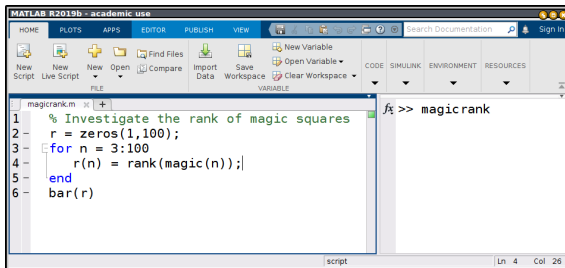 MATLAB R2019b - academic use
HOME PLOTS APPS EDITOR PUBLISH VIEW Search Documentation Sign In
New Script
New Live Script
New
Open
Find Files
Compare
Import Data
Save Workspace
New Variable
Open Variable
Clear Workspace
CODE SIMULINK ENVIRONMENT RESOURCES
FILE VARIABLE
magicrank.m × +
1 % Investigate the rank of magic squares
2 - r = zeros(1,100);
3 - for n = 3:100
4 - r(n) = rank(magic(n));
5 - end
6 - bar(r)
fx >> magicrank
script Ln 4 Col 26